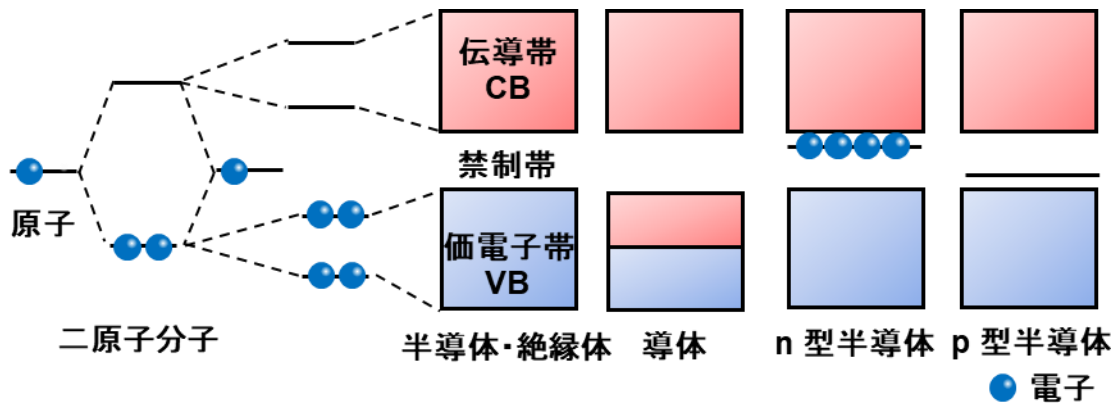 伝導帯
CB
禁制帯
原子
価電子帯
VB
二原子分子
半導体・絶縁体
導体
n 型半導体
p 型半導体
電子